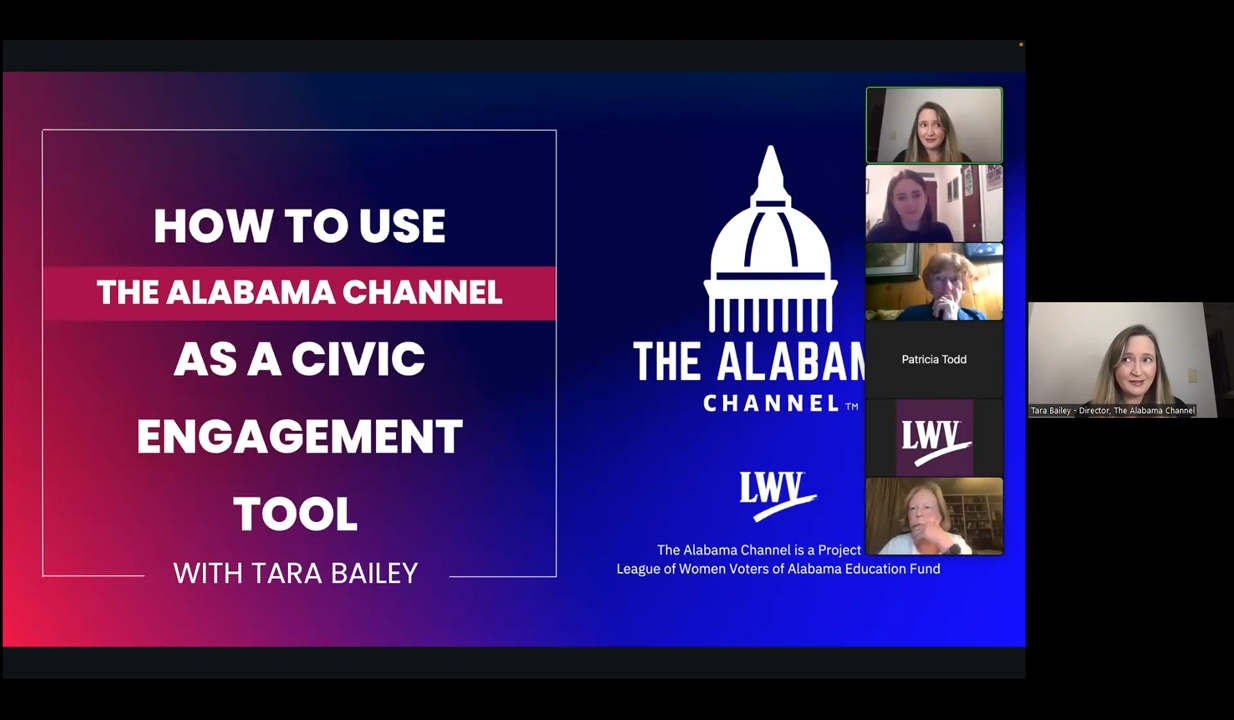 HOW TO USE
THE ALABAMA CHANNEL
AS A CIVIC
ENGAGEMENT
TOOL
WITH TARA BAILEY
THE ALABAM
CHANNEL™
LWV
The Alabama Channel is a Project
League of Women Voters of Alabama Education Fund
Patricia Todd
LWV
Tara Bailey - Director, The Alabama Channel